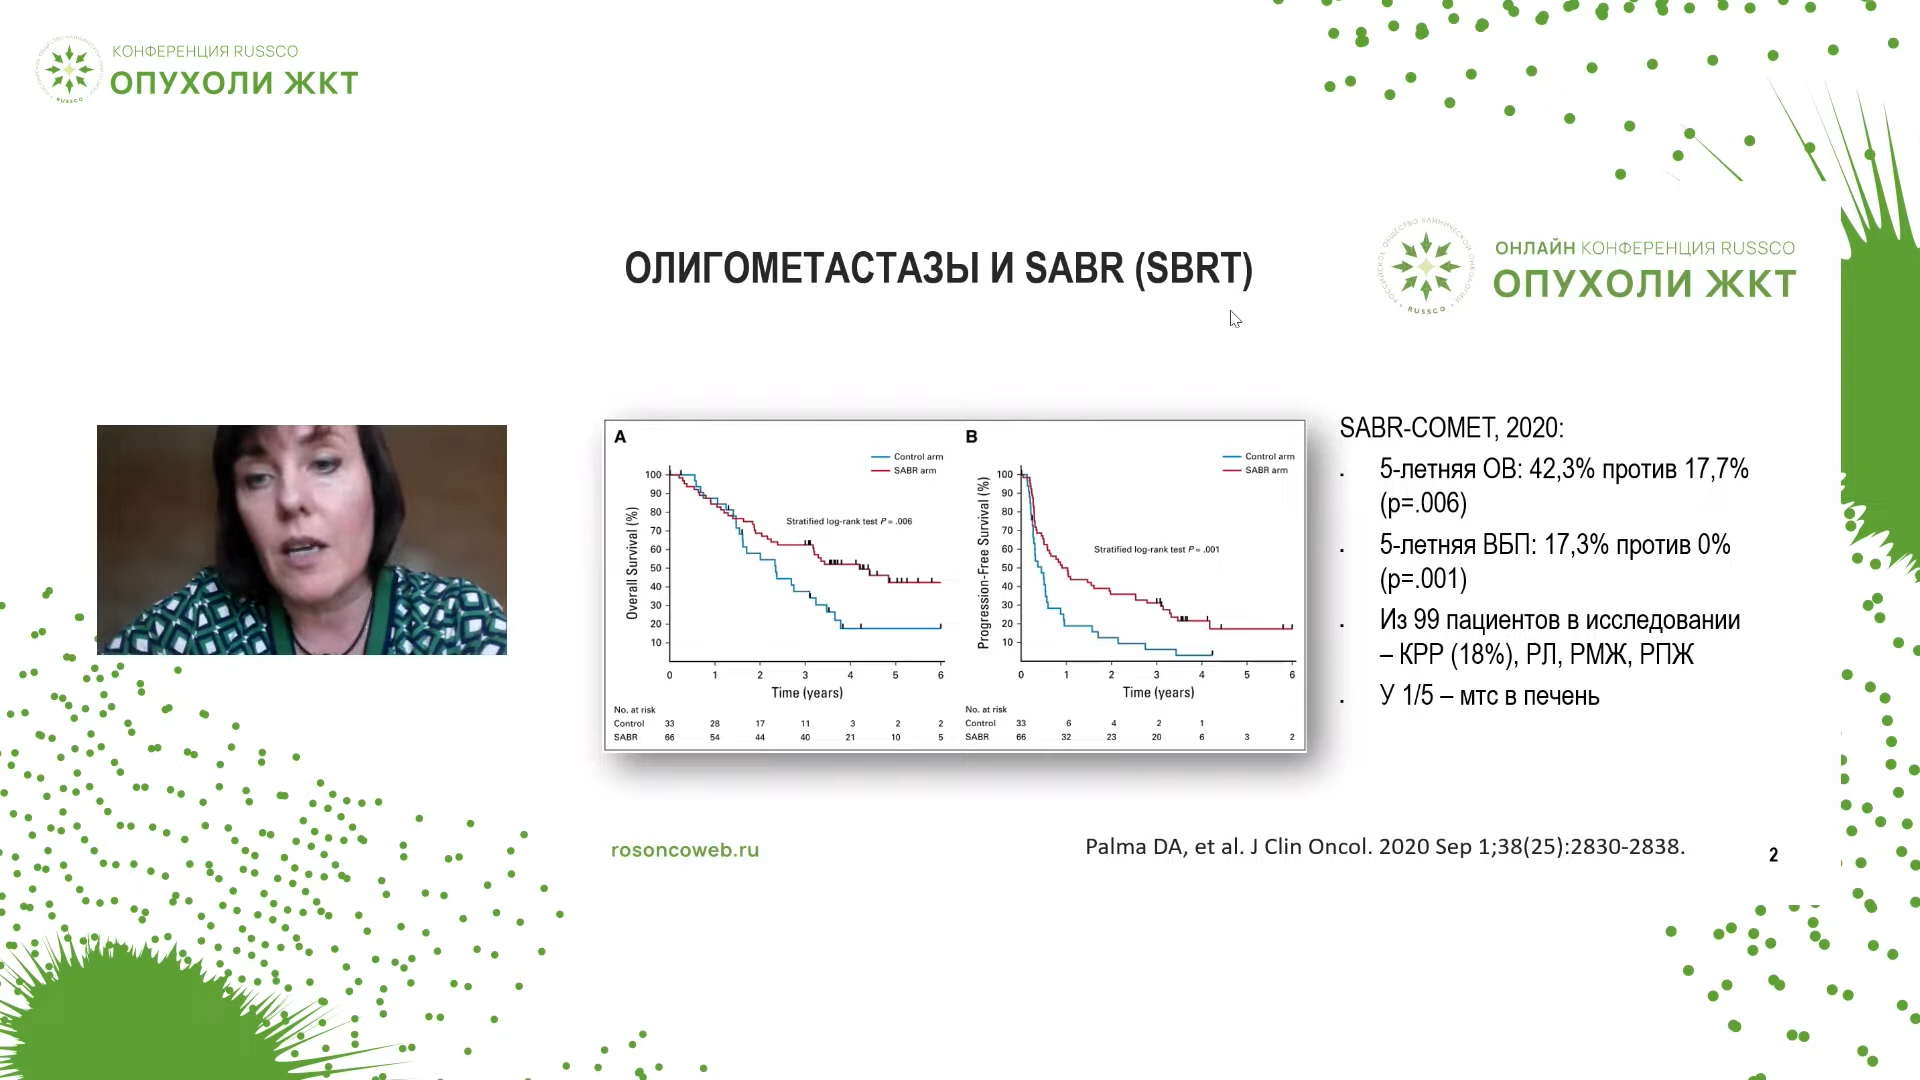 КОНФЕРЕНЦИЯ RUSSCO
ОПУХОЛИ ЖКТ
RUSSCO
ОЛИГОМЕТАСТАЗЫ И SABR (SBRT)
РОССИЙСКОЕ ОБЩЕСТВО КЛИНИЧЕСКОЙ ОНКОЛОГИИ
RUSSCO
ОНЛАЙН КОНФЕРЕНЦИЯ RUSSCO
ОПУХОЛИ ЖКТ
A
Control arm
SABR arm
Overall Survival (%)
100
90
80
70
60
50
40
30
20
10
Stratified log-rank test P = .006
0 1 2 3 4 5 6
Time (years)
No. at risk
Control 33 28 17 11 3 2 2
SABR 66 54 44 40 21 10 5
B
Control arm
SABR arm
Progression-Free Survival (%)
100
90
80
70
60
50
40
30
20
10
Stratified log-rank test P = .001
0 1 2 3 4 5 6
Time (years)
No. at risk
Control 33 6 4 2 1
SABR 66 32 23 20 6 3 2
SABR-COMET, 2020:
5-летняя ОВ: 42,3% против 17,7%
(p=.006)
5-летняя ВБП: 17,3% против 0%
(p=.001)
Из 99 пациентов в исследовании
– КРР (18%), РЛ, РМЖ, РПЖ
У 1/5 – мтс в печень
rosoncoweb.ru
Palma DA, et al. J Clin Oncol. 2020 Sep 1;38(25):2830-2838.
2